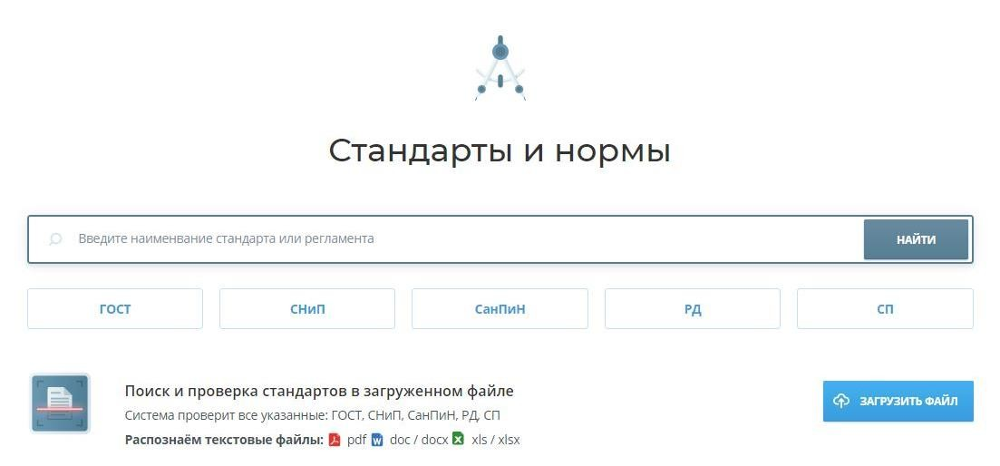 Стандарты и нормы
Введите наименвание стандарта или регламента
НАЙТИ
ГОСТ
СНиП
СанПиН
РД
СП
Поиск и проверка стандартов в загруженном файле
Система проверит все указанные: ГОСТ, СНиП, СанПиН, РД, СП
ЗАГРУЗИТЬ ФАЙЛ
Распознаём текстовые файлы: pdf doc / docx xls / xlsx